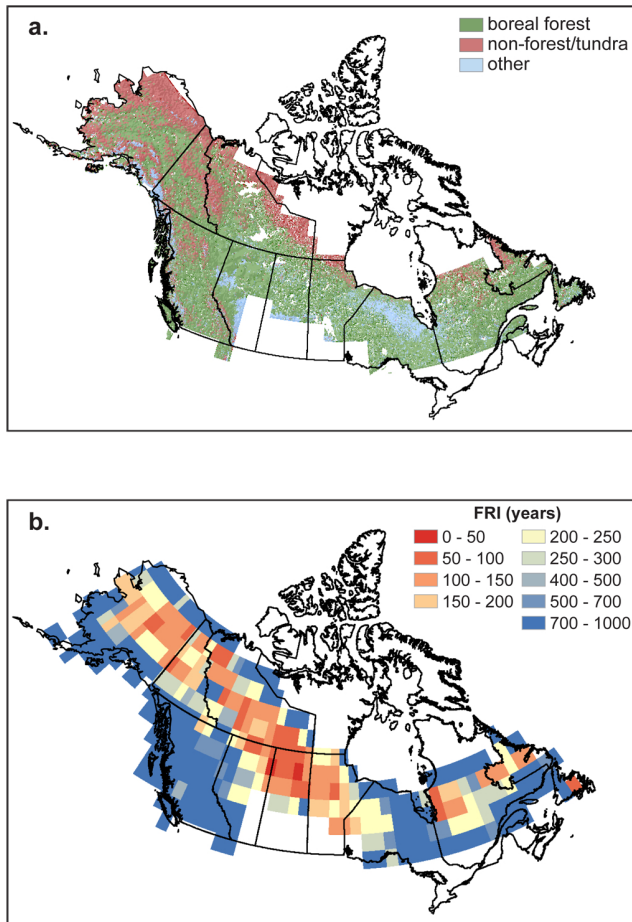 a.
boreal forest
non-forest/tundra
other
b.
FRI (years)
0 - 50
50 - 100
100 - 150
150 - 200
200 - 250
250 - 300
400 - 500
500 - 700
700 - 1000